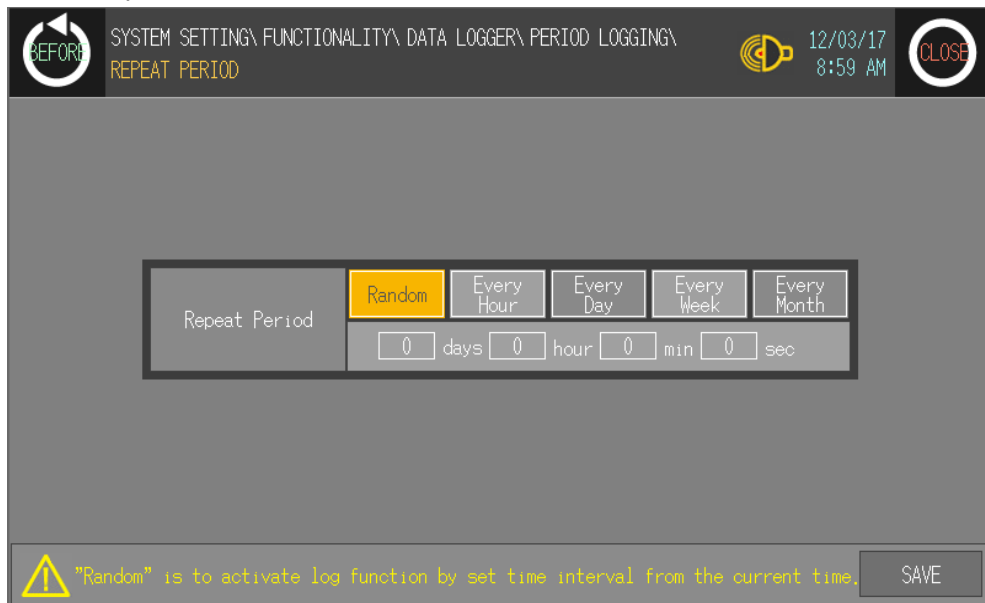 BEFORE
SYSTEM SETTING\ FUNCTIONALITY\ DATA LOGGER\ PERIOD LOGGING\
REPEAT PERIOD
12/03/17
8:59 AM
CLOSE
Repeat Period
Random
Every
Hour
Every
Day
Every
Week
Every
Month
0 days 0 hour 0 min 0 sec
"Random" is to activate log function by set time interval from the current time.
SAVE